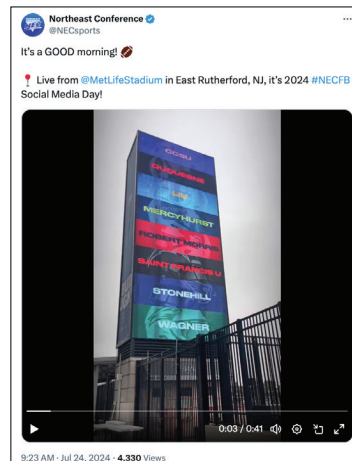 Northeast Conference
@NECsports
It's a GOOD morning! 🏈
📍 Live from @MetLifeStadium in East Rutherford, NJ, it's 2024 #NECFB
Social Media Day!
CCSU
DUQUESNE
LIU
MERCYHURST
ROBERT MORRIS
SAINT FRANCIS U
STONEHILL
WAGNER
0:03 / 0:41
9:23 AM · Jul 24, 2024 · 4,330 Views